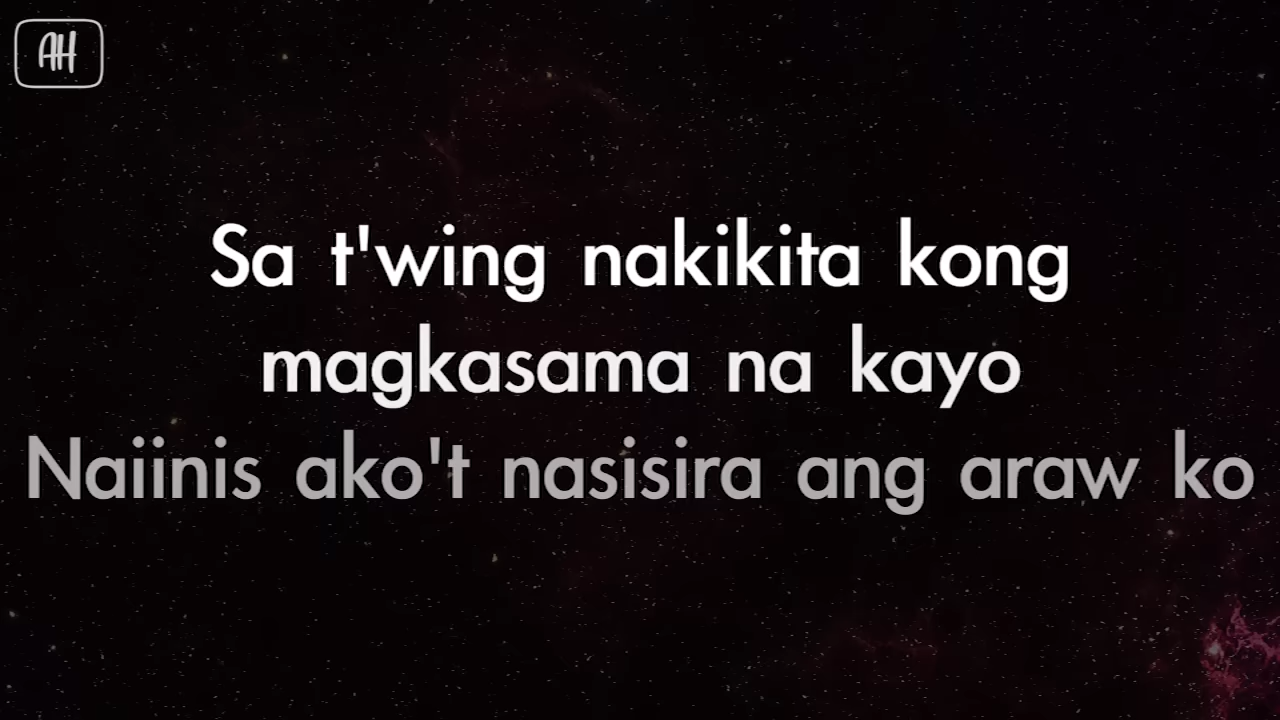 AH
Sa t'wing nakikita kong
magkasama na kayo
Naiinis ako't nasisira ang araw ko